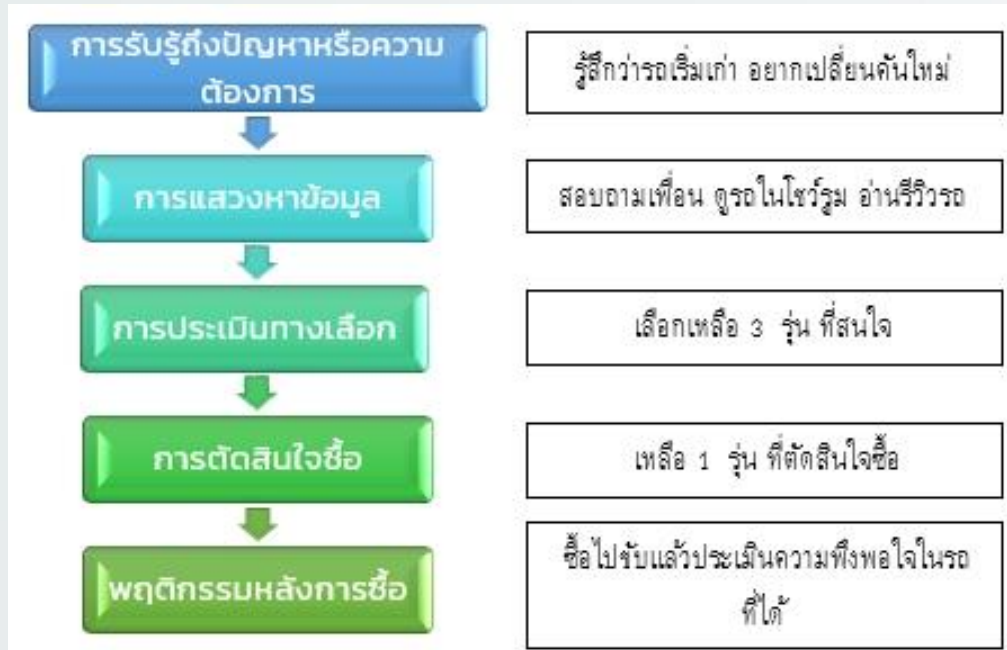 การรับรู้ถึงปัญหาหรือความ
ต้องการ
รู้สึกว่ารถเริ่มเก่า อยากเปลี่ยนคันใหม่
การแสวงหาข้อมูล
สอบถามเพื่อน ดูรถในโชว์รูม อ่านรีวิวรถ
การประเมินทางเลือก
เลือกเหลือ 3 รุ่น ที่สนใจ
การตัดสินใจซื้อ
เหลือ 1 รุ่น ที่ตัดสินใจซื้อ
พฤติกรรมหลังการซื้อ
ซื้อไปขับแล้วประเมินความพึงพอใจในรถ
ที่ได้